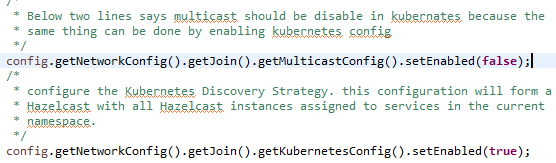 /*
* Below two lines says multicast should be disable in kubernates because the
* same thing can be done by enabling kubernetes config
*/
config.getNetworkConfig().getJoin().getMulticastConfig().setEnabled(false);
/*
* configure the Kubernetes Discovery Strategy. this configuration will form a
* Hazelcast with all Hazelcast instances assigned to services in the current
* namespace.
*/
config.getNetworkConfig().getJoin().getKubernetesConfig().setEnabled(true);